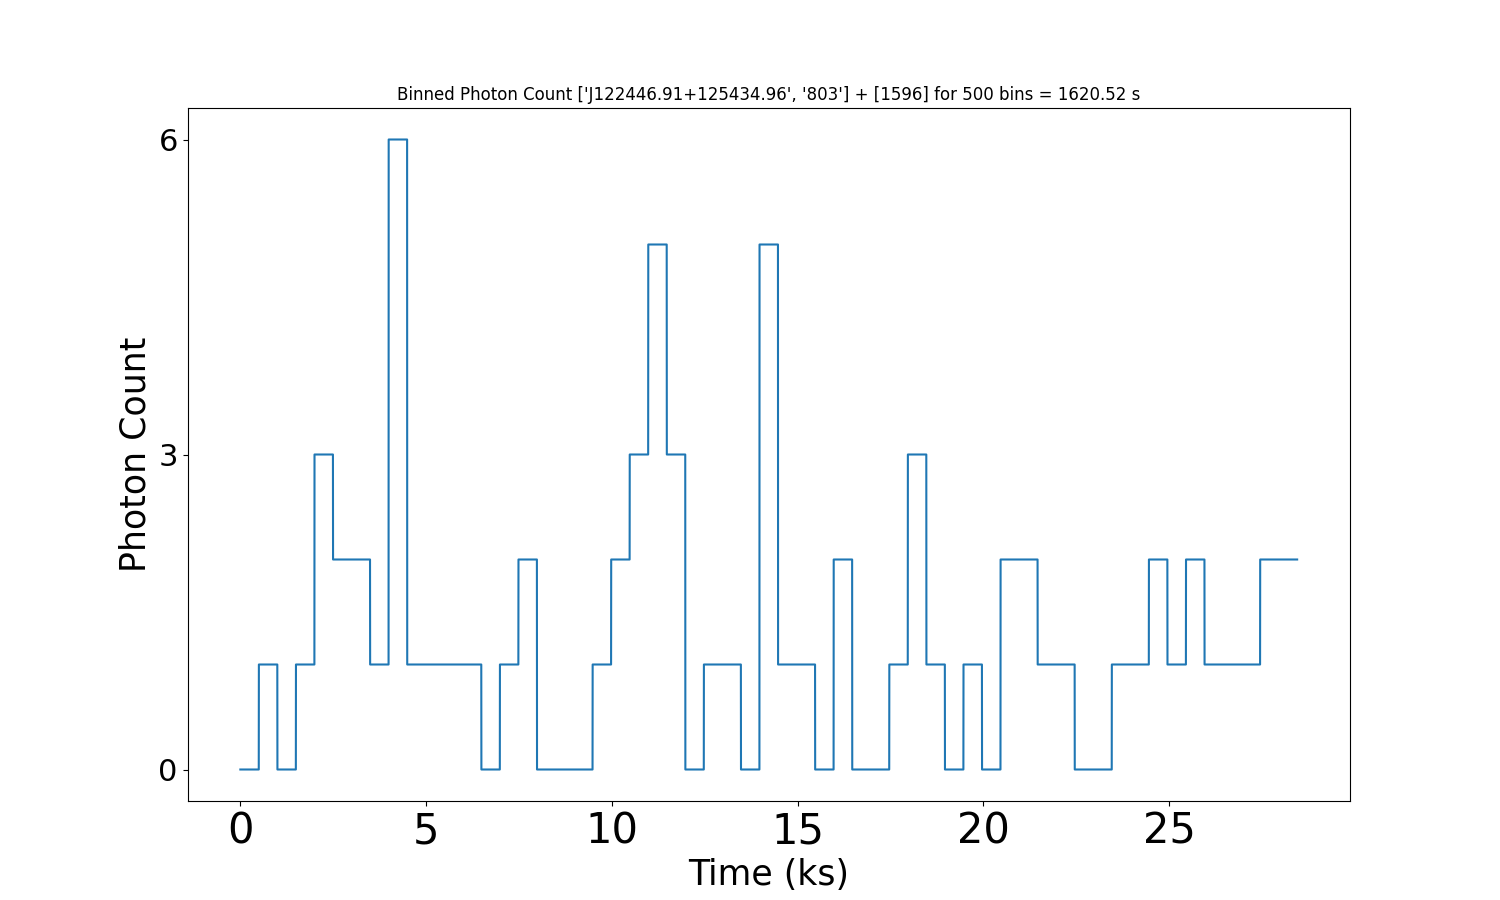 Binned Photon Count ['J122446.91+125434.96', '803'] + [1596] for 500 bins = 1620.52 s
Photon Count
6
3
0
0 5 10 15 20 25
Time (ks)